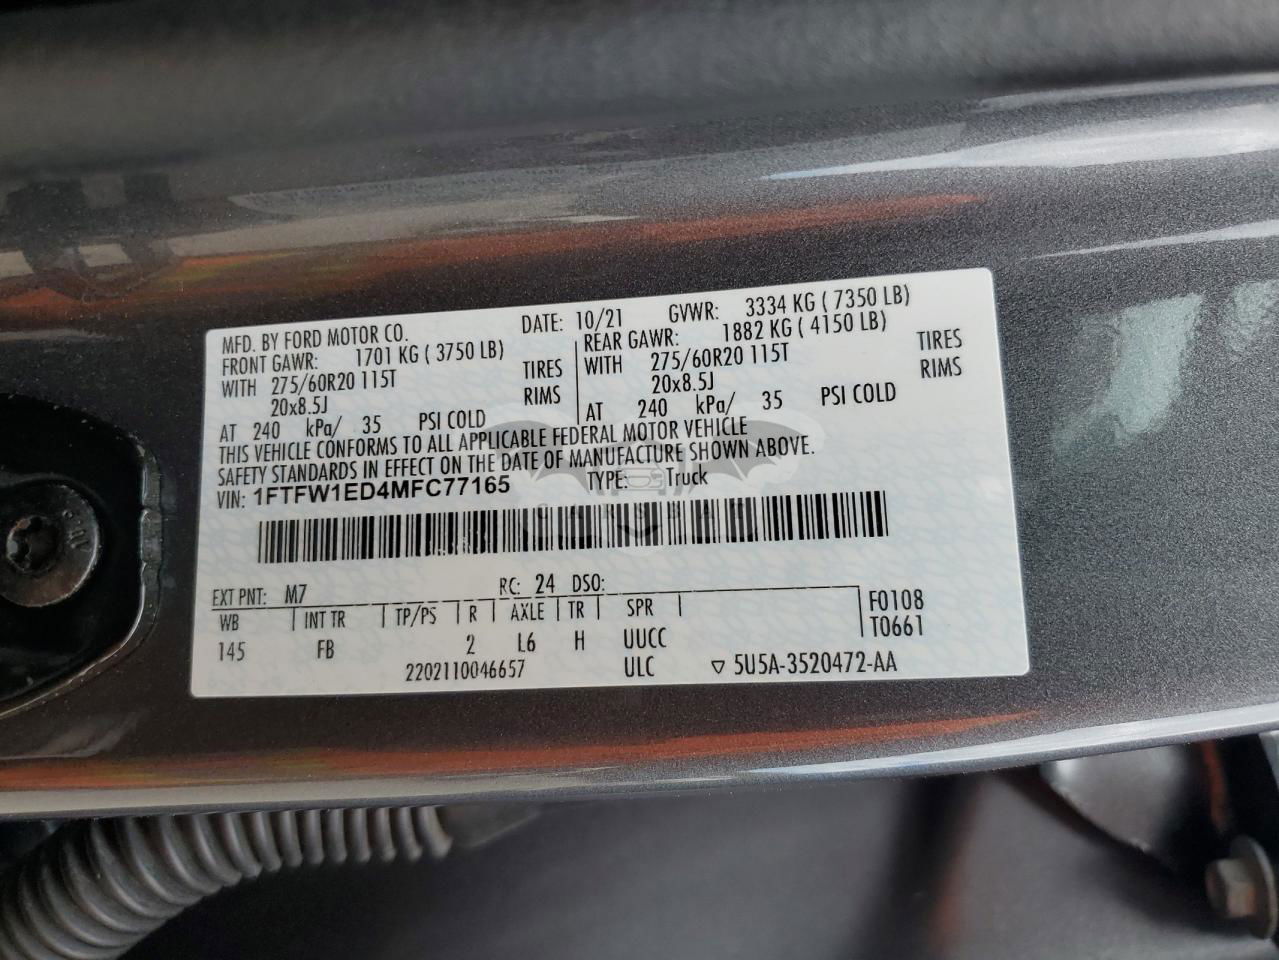 MFD. BY FORD MOTOR CO. DATE: 10/21 GVWR: 3334 KG ( 7350 LB)
FRONT GAWR: 1701 KG ( 3750 LB) REAR GAWR: 1882 KG ( 4150 LB)
WITH 275/60R20 115T TIRES WITH 275/60R20 115T TIRES
20x8.5J RIMS 20x8.5J RIMS
AT 240 kPa/ 35 PSI COLD AT 240 kPa/ 35 PSI COLD
THIS VEHICLE CONFORMS TO ALL APPLICABLE FEDERAL MOTOR VEHICLE
SAFETY STANDARDS IN EFFECT ON THE DATE OF MANUFACTURE SHOWN ABOVE.
VIN: 1FTFW1ED4MFC77165 TYPE: Truck
CARSBAT
EXT PNT: M7 RC: 24 DSO:
WB INT TR TP/PS R AXLE TR SPR F0108
145 FB 2 L6 H UUCC T0661
2202110046657 ULC ▽ 5U5A-3520472-AA